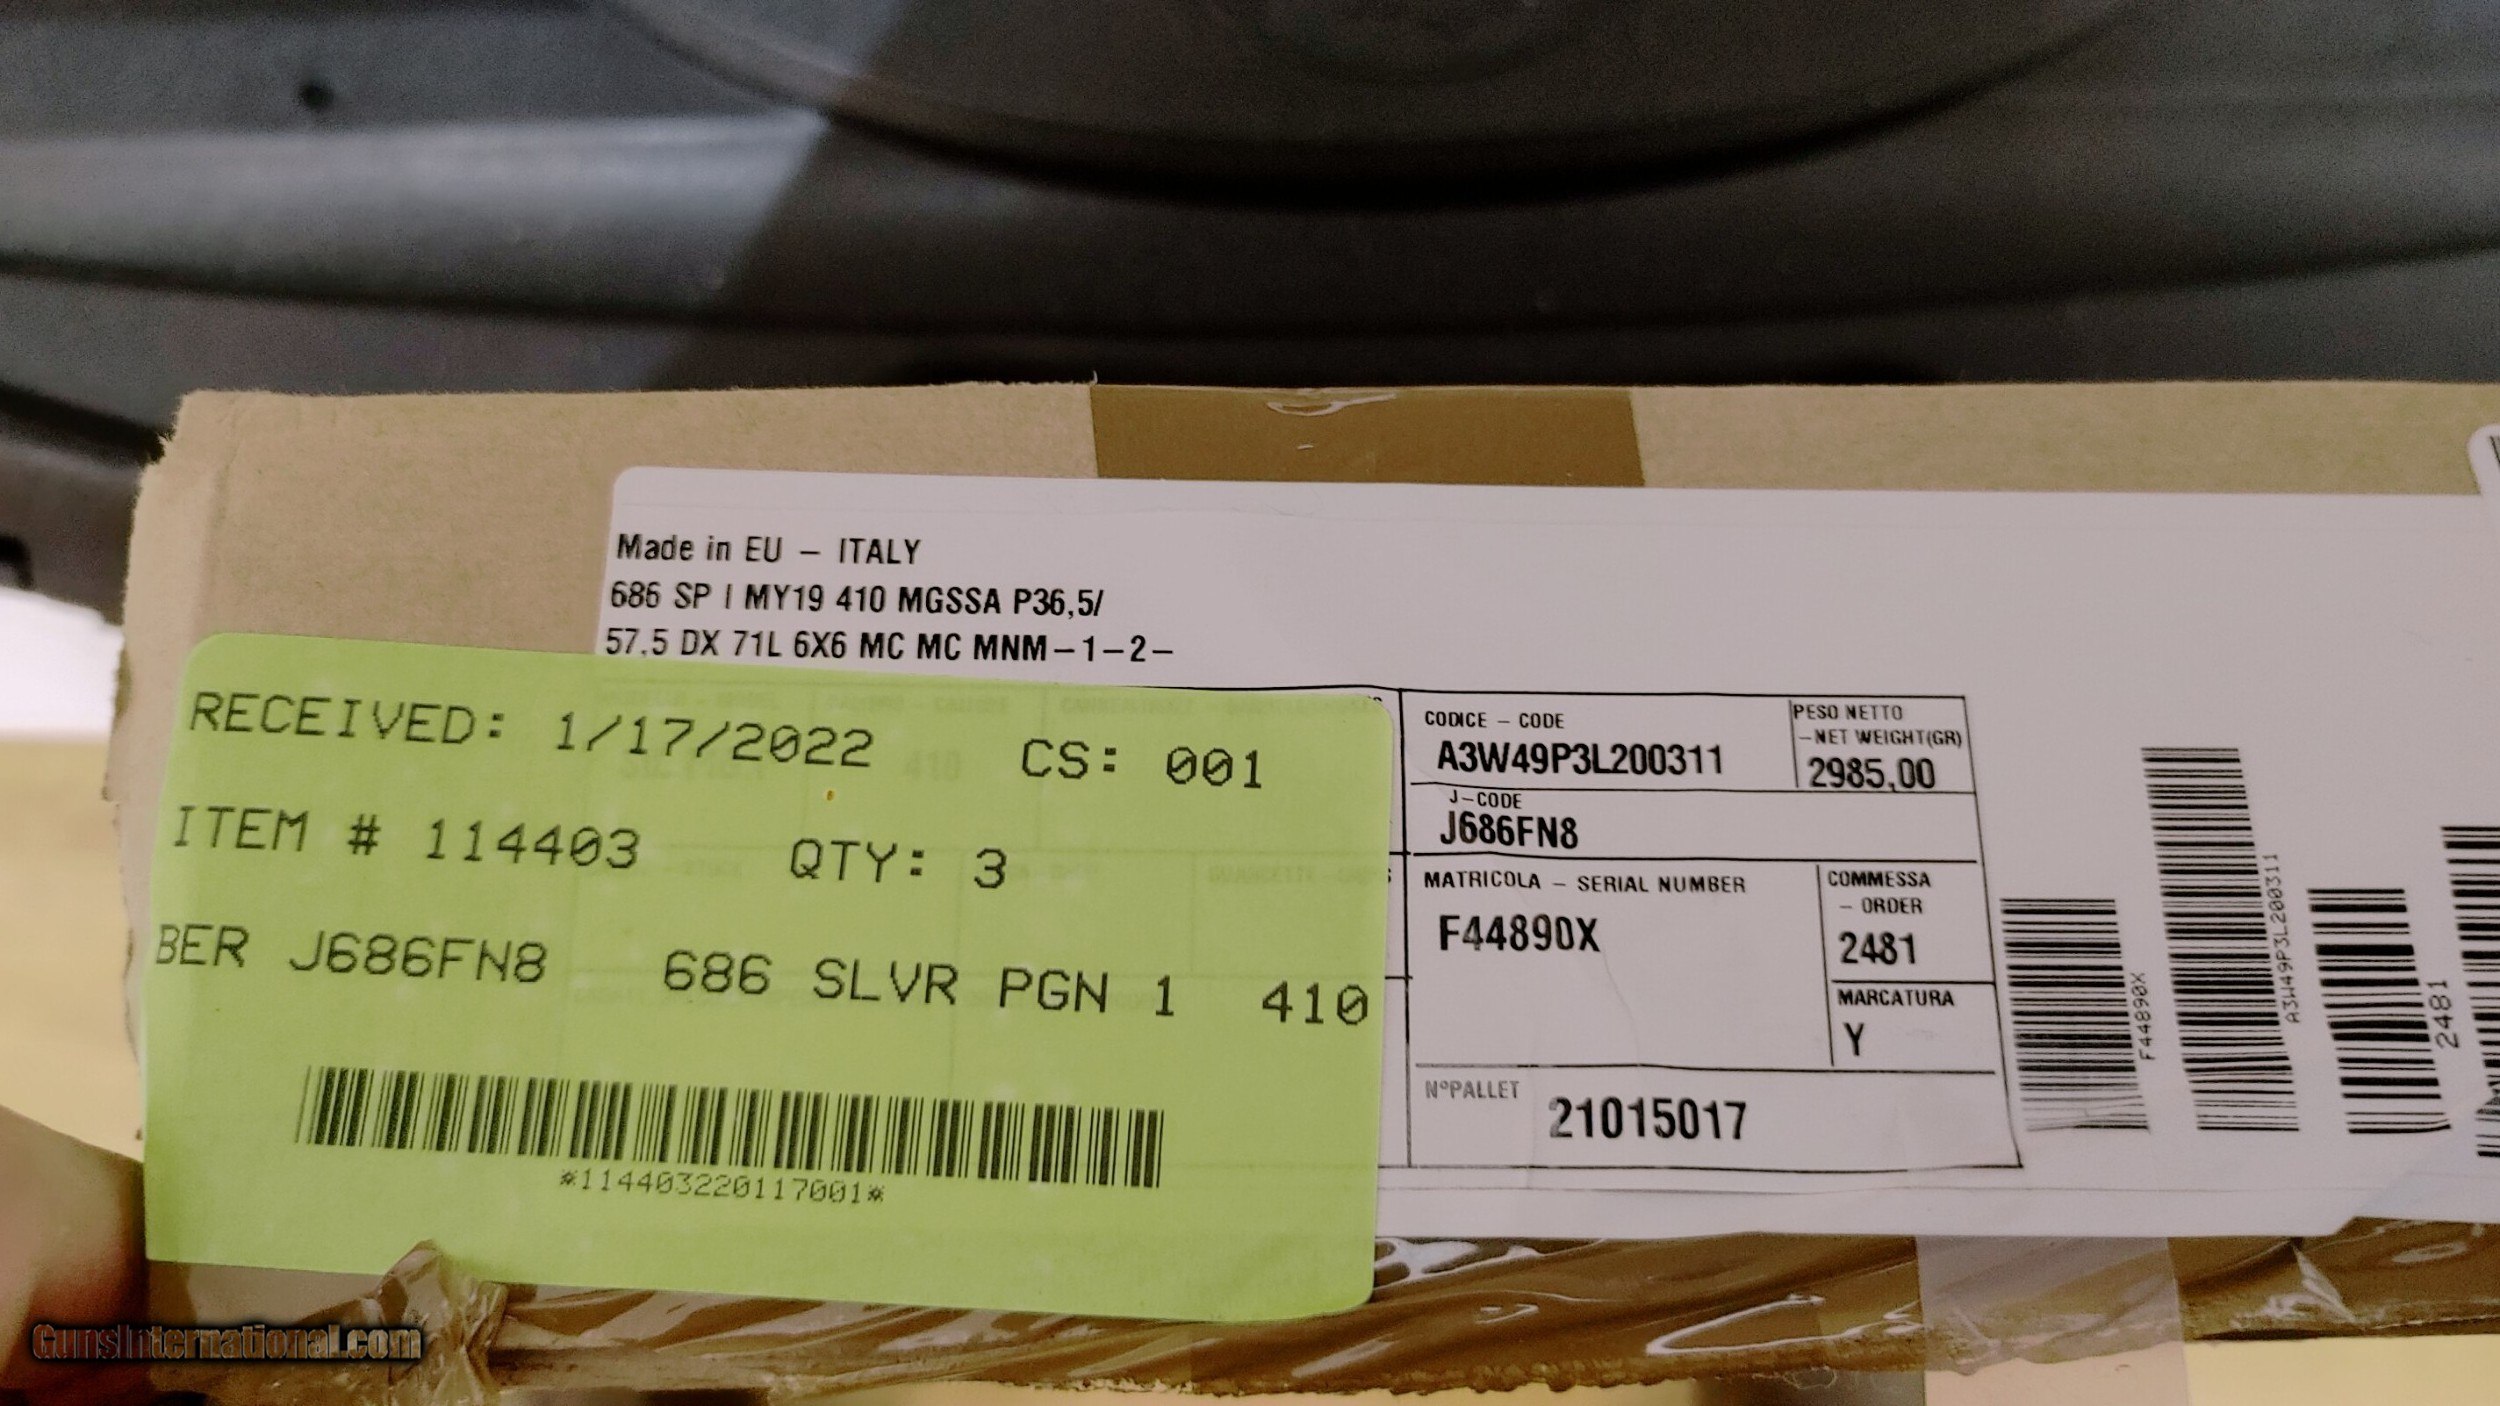 Made in EU – ITALY
686 SP I MY19 410 MGSSA P36,5/
57.5 DX 71L 6X6 MC MC MNM–1–2–
RECEIVED: 1/17/2022 CS: 001
ITEM # 114403 QTY: 3
BER J686FN8 686 SLVR PGN 1 410
*114403220117001*
CODICE – CODE
A3W49P3L200311
PESO NETTO
–NET WEIGHT(GR)
2985,00
J–CODE
J686FN8
MATRICOLA – SERIAL NUMBER
F44890X
COMMESSA
– ORDER
2481
MARCATURA
Y
N°PALLET
21015017
F44890X
A3W49P3L200311
2481
GunsInternational.com